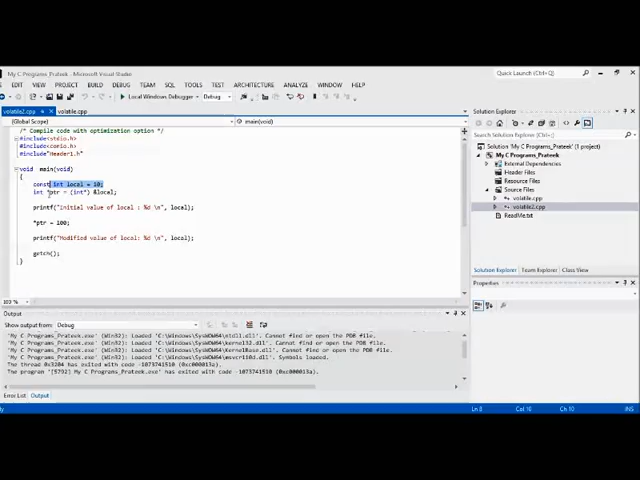 My C Programs_Prateek - Microsoft Visual Studio
Quick Launch (Ctrl+Q)
EDIT VIEW PROJECT BUILD DEBUG TEAM SQL TOOLS TEST ARCHITECTURE ANALYZE WINDOW HELP
Local Windows Debugger Debug
volatile2.cpp volatile.cpp
(Global Scope) main(void)
/* Compile code with optimization option */
#include<stdio.h>
#include<conio.h>
#include"Header1.h"
void main(void)
{
const int local = 10;
int *ptr = (int*) &local;
printf("Initial value of local : %d \n", local);
*ptr = 100;
printf("Modified value of local: %d \n", local);
getch();
}
100 %
Solution Explorer
Search Solution Explorer (Ctrl+;)
Solution 'My C Programs_Prateek' (1 project)
My C Programs_Prateek
External Dependencies
Header Files
Resource Files
Source Files
volatile.cpp
volatile2.cpp
ReadMe.txt
Solution Explorer Team Explorer Class View
Properties
Output
Show output from: Debug
'My C Programs_Prateek.exe' (Win32): Loaded 'C:\Windows\SysWOW64\ntdll.dll'. Cannot find or open the PDB file.
'My C Programs_Prateek.exe' (Win32): Loaded 'C:\Windows\SysWOW64\kernel32.dll'. Cannot find or open the PDB file.
'My C Programs_Prateek.exe' (Win32): Loaded 'C:\Windows\SysWOW64\KernelBase.dll'. Cannot find or open the PDB file.
'My C Programs_Prateek.exe' (Win32): Loaded 'C:\Windows\SysWOW64\msvcr110d.dll'. Symbols loaded.
The thread 0x3204 has exited with code -1073741510 (0xc000013a).
The program '[5792] My C Programs_Prateek.exe' has exited with code -1073741510 (0xc000013a).
Error List Output
Ln 8 Col 16 Ch 10 INS